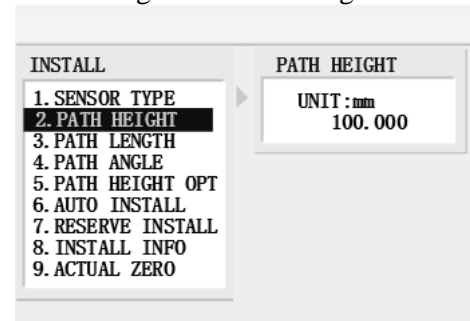 INSTALL
1. SENSOR TYPE
2. PATH HEIGHT
3. PATH LENGTH
4. PATH ANGLE
5. PATH HEIGHT OPT
6. AUTO INSTALL
7. RESERVE INSTALL
8. INSTALL INFO
9. ACTUAL ZERO
PATH HEIGHT
UNIT:mm
100.000